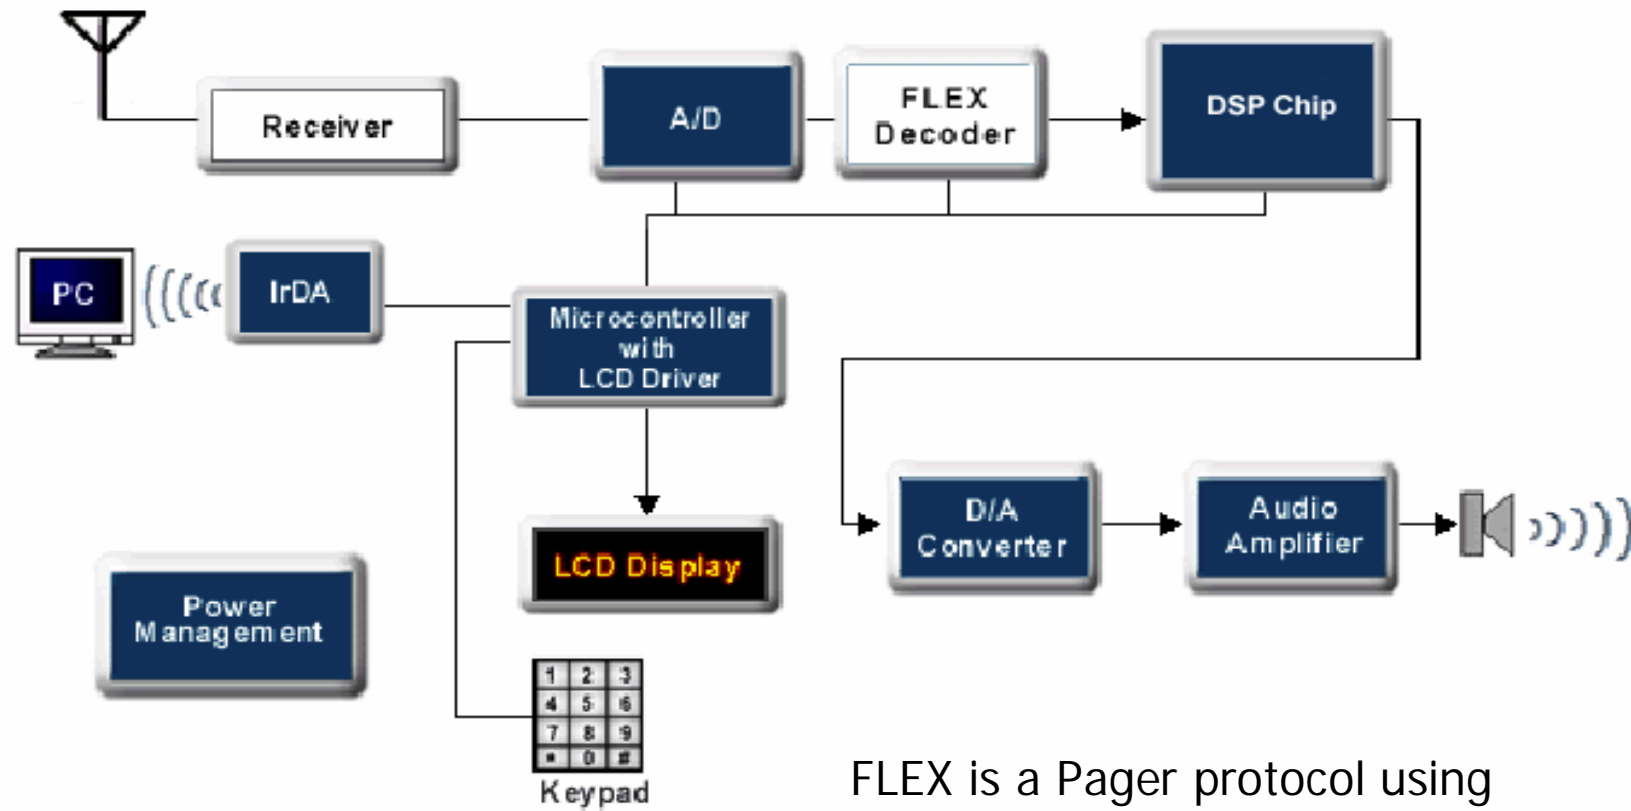 Receiver
A/D
FLEX
Decoder
DSP Chip
PC
IrDA
Microcontroller
with
LCD Driver
D/A
Converter
Audio
Amplifier
LCD Display
Power
Management
1 2 3
4 5 6
7 8 9
* 0 #
Keypad
FLEX is a Pager protocol using